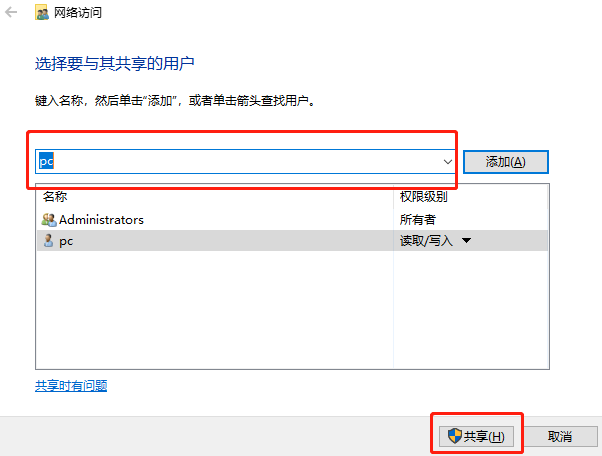 网络访问
选择要与其共享的用户
键入名称，然后单击“添加”，或者单击箭头查找用户。
pc
添加(A)
名称 权限级别
Administrators 所有者
pc 读取/写入
共享时有问题
共享(H) 取消